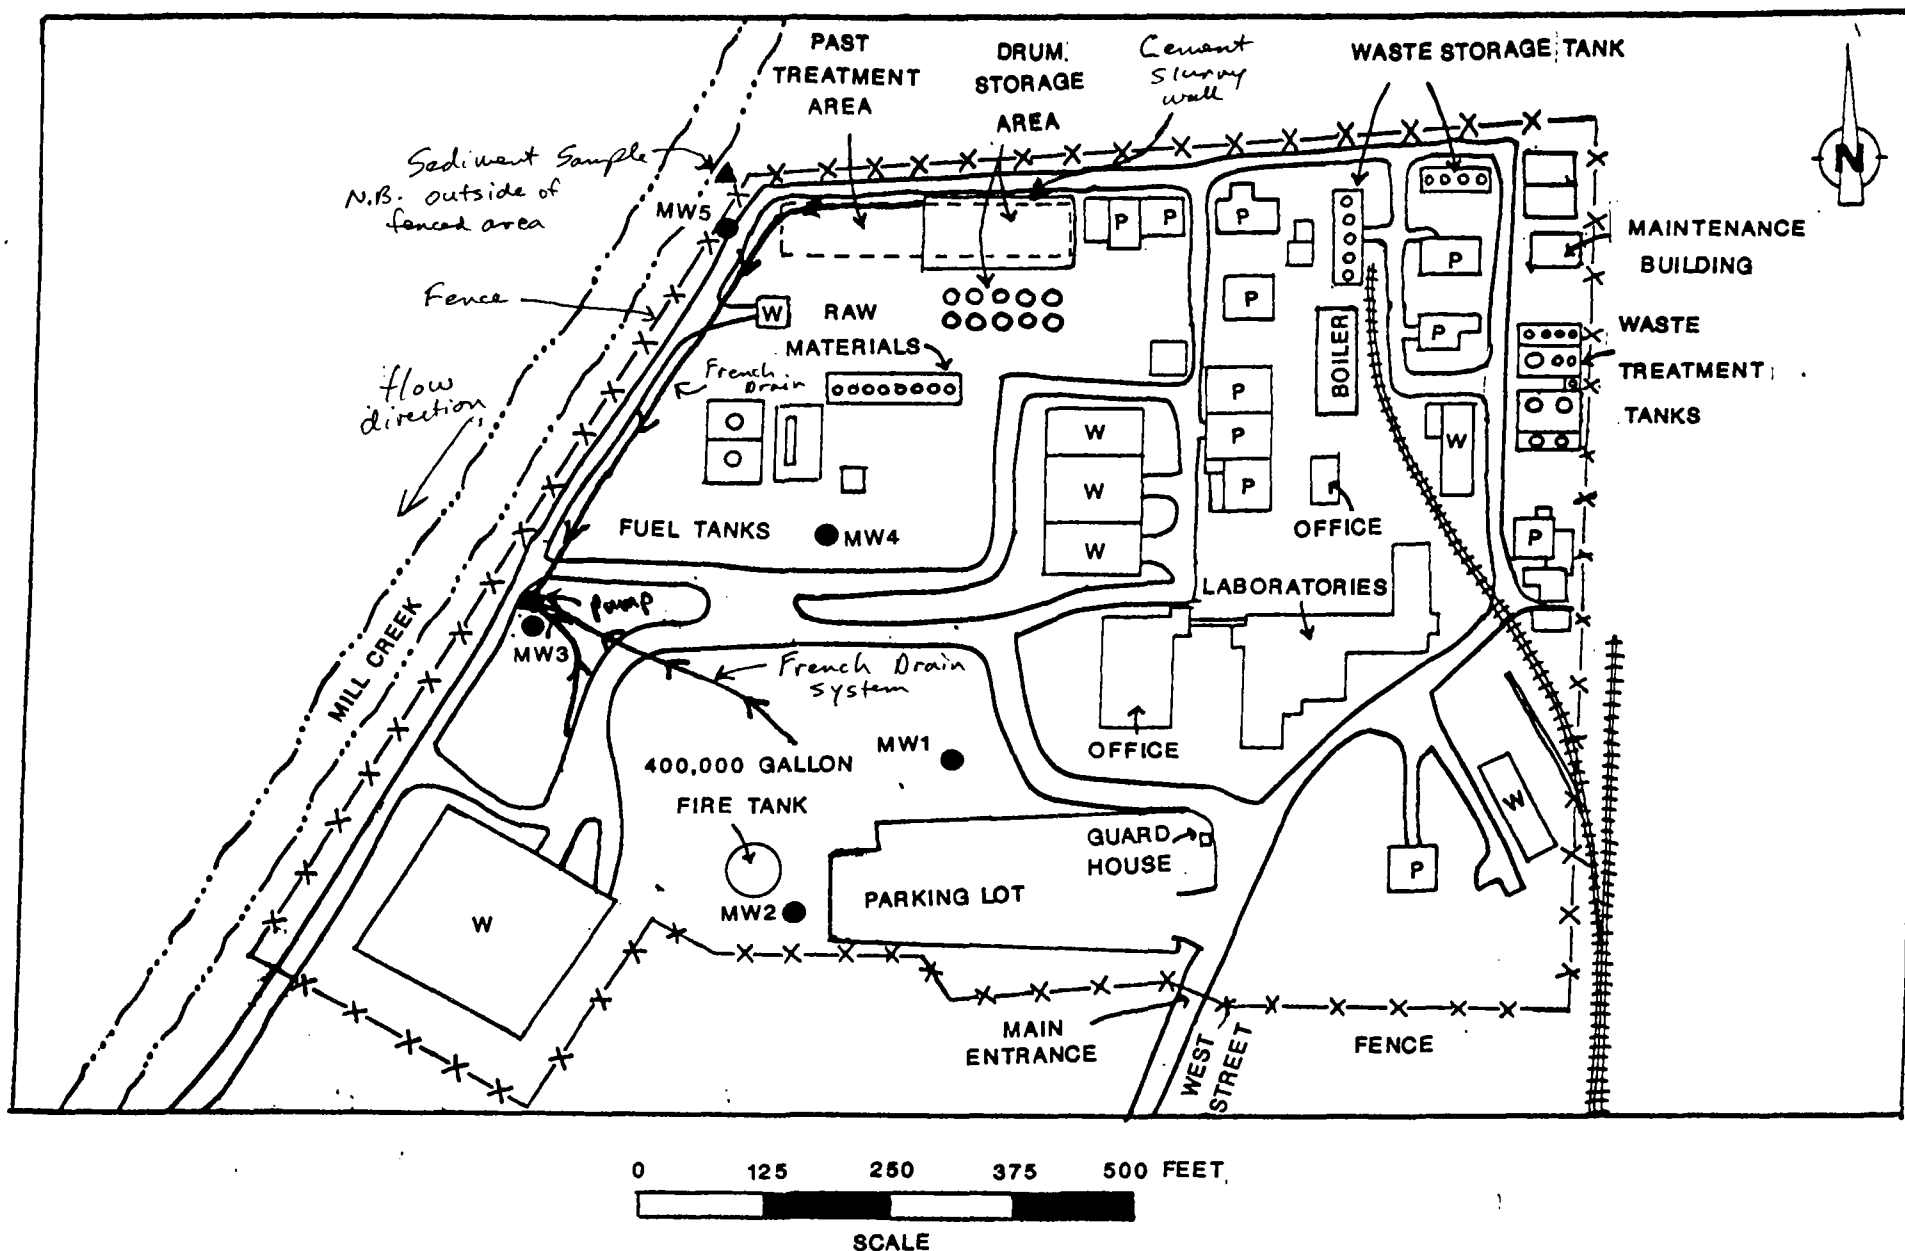 PAST
TREATMENT
AREA
DRUM
STORAGE
AREA
Cement
slurry
wall
WASTE STORAGE TANK
N
Sediment Sample
N.B. outside of
fenced area
MW5
P
P
P
P
P
P
P
P
P
P
P
MAINTENANCE
BUILDING
Fence
W
RAW
MATERIALS
BOILER
WASTE
TREATMENT
TANKS
French
Drain
flow
direction
W
W
W
W
FUEL TANKS
MW4
OFFICE
LABORATORIES
pump
MW3
MILL CREEK
French Drain
system
MW1
OFFICE
400,000 GALLON
FIRE TANK
GUARD
HOUSE
W
W
MW2
PARKING LOT
MAIN
ENTRANCE
WEST
STREET
FENCE
0 125 250 375 500 FEET
SCALE